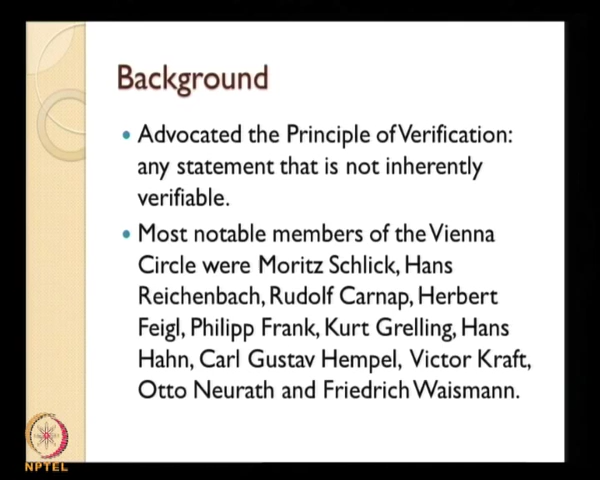 Background
Advocated the Principle of Verification:
any statement that is not inherently
verifiable.
Most notable members of the Vienna
Circle were Moritz Schlick, Hans
Reichenbach, Rudolf Carnap, Herbert
Feigl, Philipp Frank, Kurt Grelling, Hans
Hahn, Carl Gustav Hempel, Victor Kraft,
Otto Neurath and Friedrich Waismann.
NPTEL